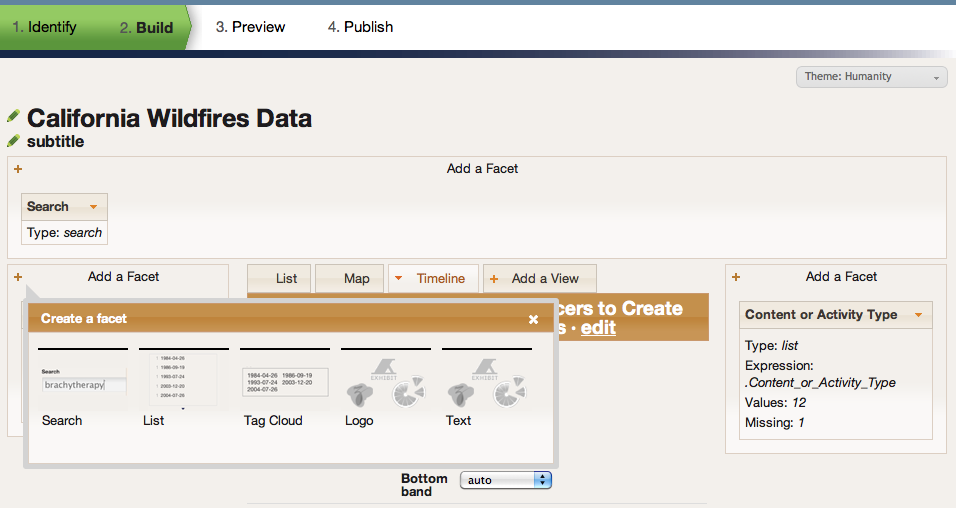 1. Identify
2. Build
3. Preview
4. Publish
Theme: Humanity
California Wildfires Data
subtitle
Add a Facet
Search
Type: search
Add a Facet
List
Map
Timeline
Add a View
cers to Create
s · edit
Create a facet
Search
brachytherapy
Search
1984-04-26
1986-09-19
1993-07-24
2003-12-20
2004-07-26
List
1984-04-26 1986-09-19
1993-07-24 2003-12-20
2004-07-26
Tag Cloud
EXHIBIT
Logo
EXHIBIT
Text
Bottom
band
auto
Add a Facet
Content or Activity Type
Type: list
Expression:
.Content_or_Activity_Type
Values: 12
Missing: 1